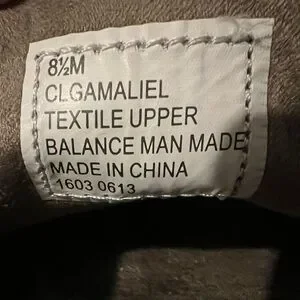 8½M
CLGAMALIEL
TEXTILE UPPER
BALANCE MAN MADE
MADE IN CHINA
1603 0613